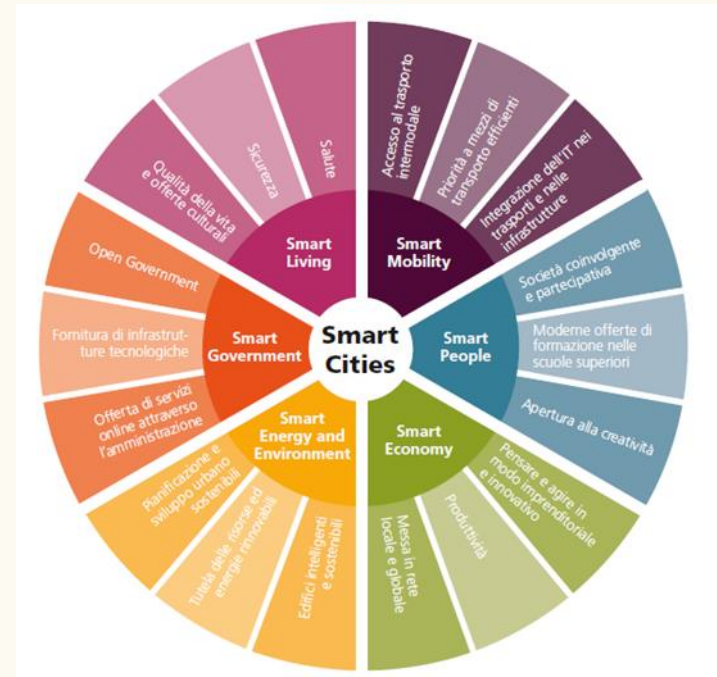 Smart
Cities
Smart
Mobility
Accesso al trasporto
intermodale
Priorità a mezzi di
trasporto efficienti
Integrazione dell'IT nei
trasporti e nelle
infrastrutture
Smart
People
Società coinvolgente
e partecipativa
Moderne offerte di
formazione nelle
scuole superiori
Apertura alla creatività
Smart
Economy
Pensare e agire in
modo imprenditoriale
e innovativo
Produttività
Messa in rete
locale e globale
Smart
Energy and
Environment
Edifici intelligenti
e sostenibili
Tutela delle risorse ed
energie rinnovabili
Pianificazione e
sviluppo urbano
sostenibili
Smart
Government
Offerta di servizi
online attraverso
l'amministrazione
Fornitura di infrastrut-
ture tecnologiche
Open Government
Smart
Living
Qualità della vita
e offerte culturali
Sicurezza
Salute